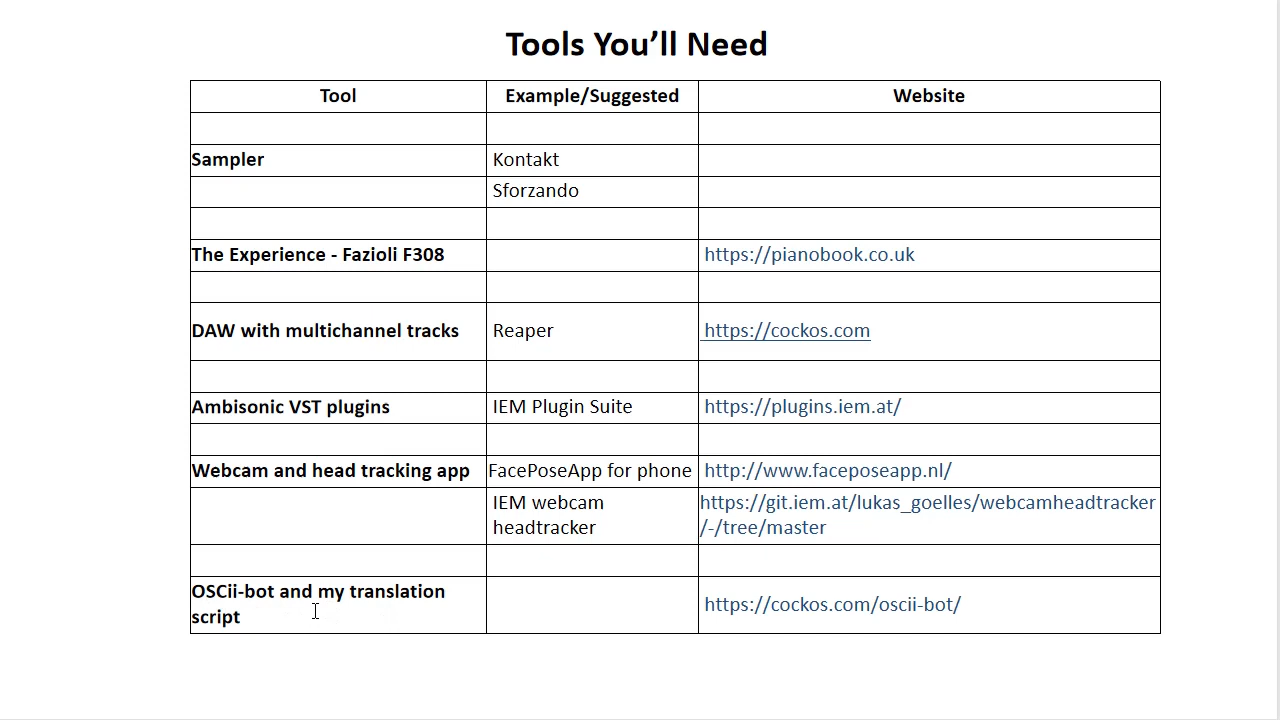 Tools You’ll Need
Tool Example/Suggested Website
Sampler Kontakt
Sforzando
The Experience - Fazioli F308 https://pianobook.co.uk
DAW with multichannel tracks Reaper https://cockos.com
Ambisonic VST plugins IEM Plugin Suite https://plugins.iem.at/
Webcam and head tracking app FacePoseApp for phone http://www.faceposeapp.nl/
IEM webcam
headtracker
https://git.iem.at/lukas_goelles/webcamheadtracker
/-/tree/master
OSCii-bot and my translation
script
https://cockos.com/oscii-bot/